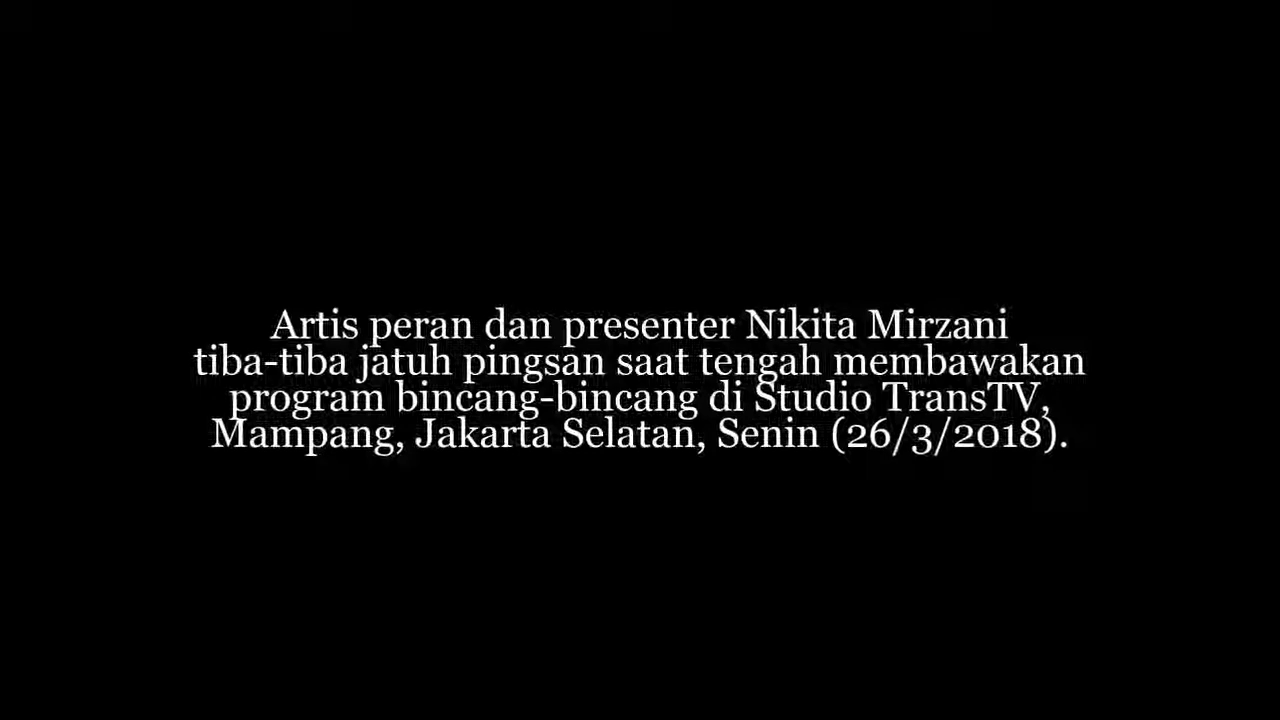 Artis peran dan presenter Nikita Mirzani
tiba-tiba jatuh pingsan saat tengah membawakan
program bincang-bincang di Studio TransTV,
Mampang, Jakarta Selatan, Senin (26/3/2018).